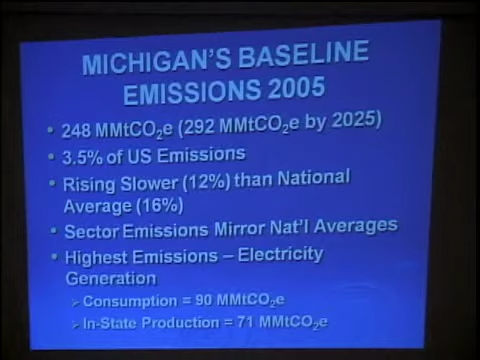 MICHIGAN'S BASELINE
EMISSIONS 2005
• 248 MMtCO₂e (292 MMtCO₂e by 2025)
• 3.5% of US Emissions
• Rising Slower (12%) than National
Average (16%)
• Sector Emissions Mirror Nat'l Averages
• Highest Emissions – Electricity
Generation
➢ Consumption = 90 MMtCO₂e
➢ In-State Production = 71 MMtCO₂e